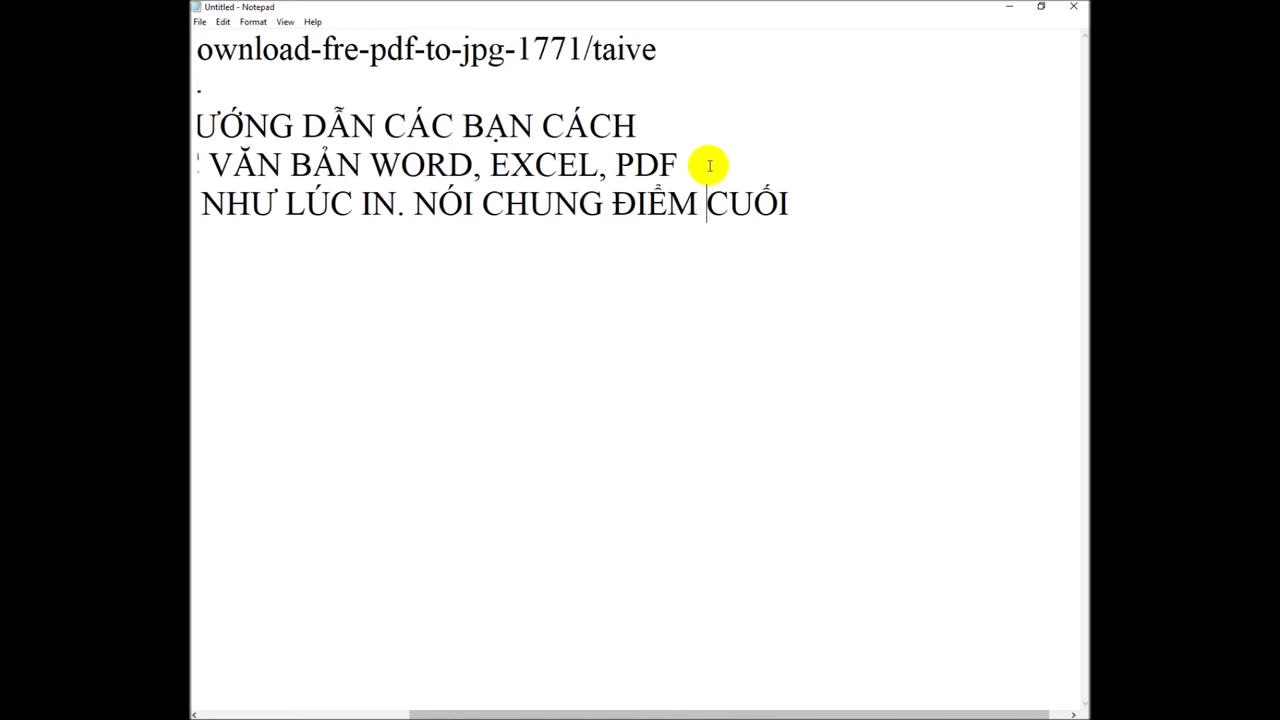 Untitled - Notepad
File Edit Format View Help
ownload-fre-pdf-to-jpg-1771/taive
.
ƯỚNG DẪN CÁC BẠN CÁCH
VĂN BẢN WORD, EXCEL, PDF
NHƯ LÚC IN. NÓI CHUNG ĐIỂM CUỐI